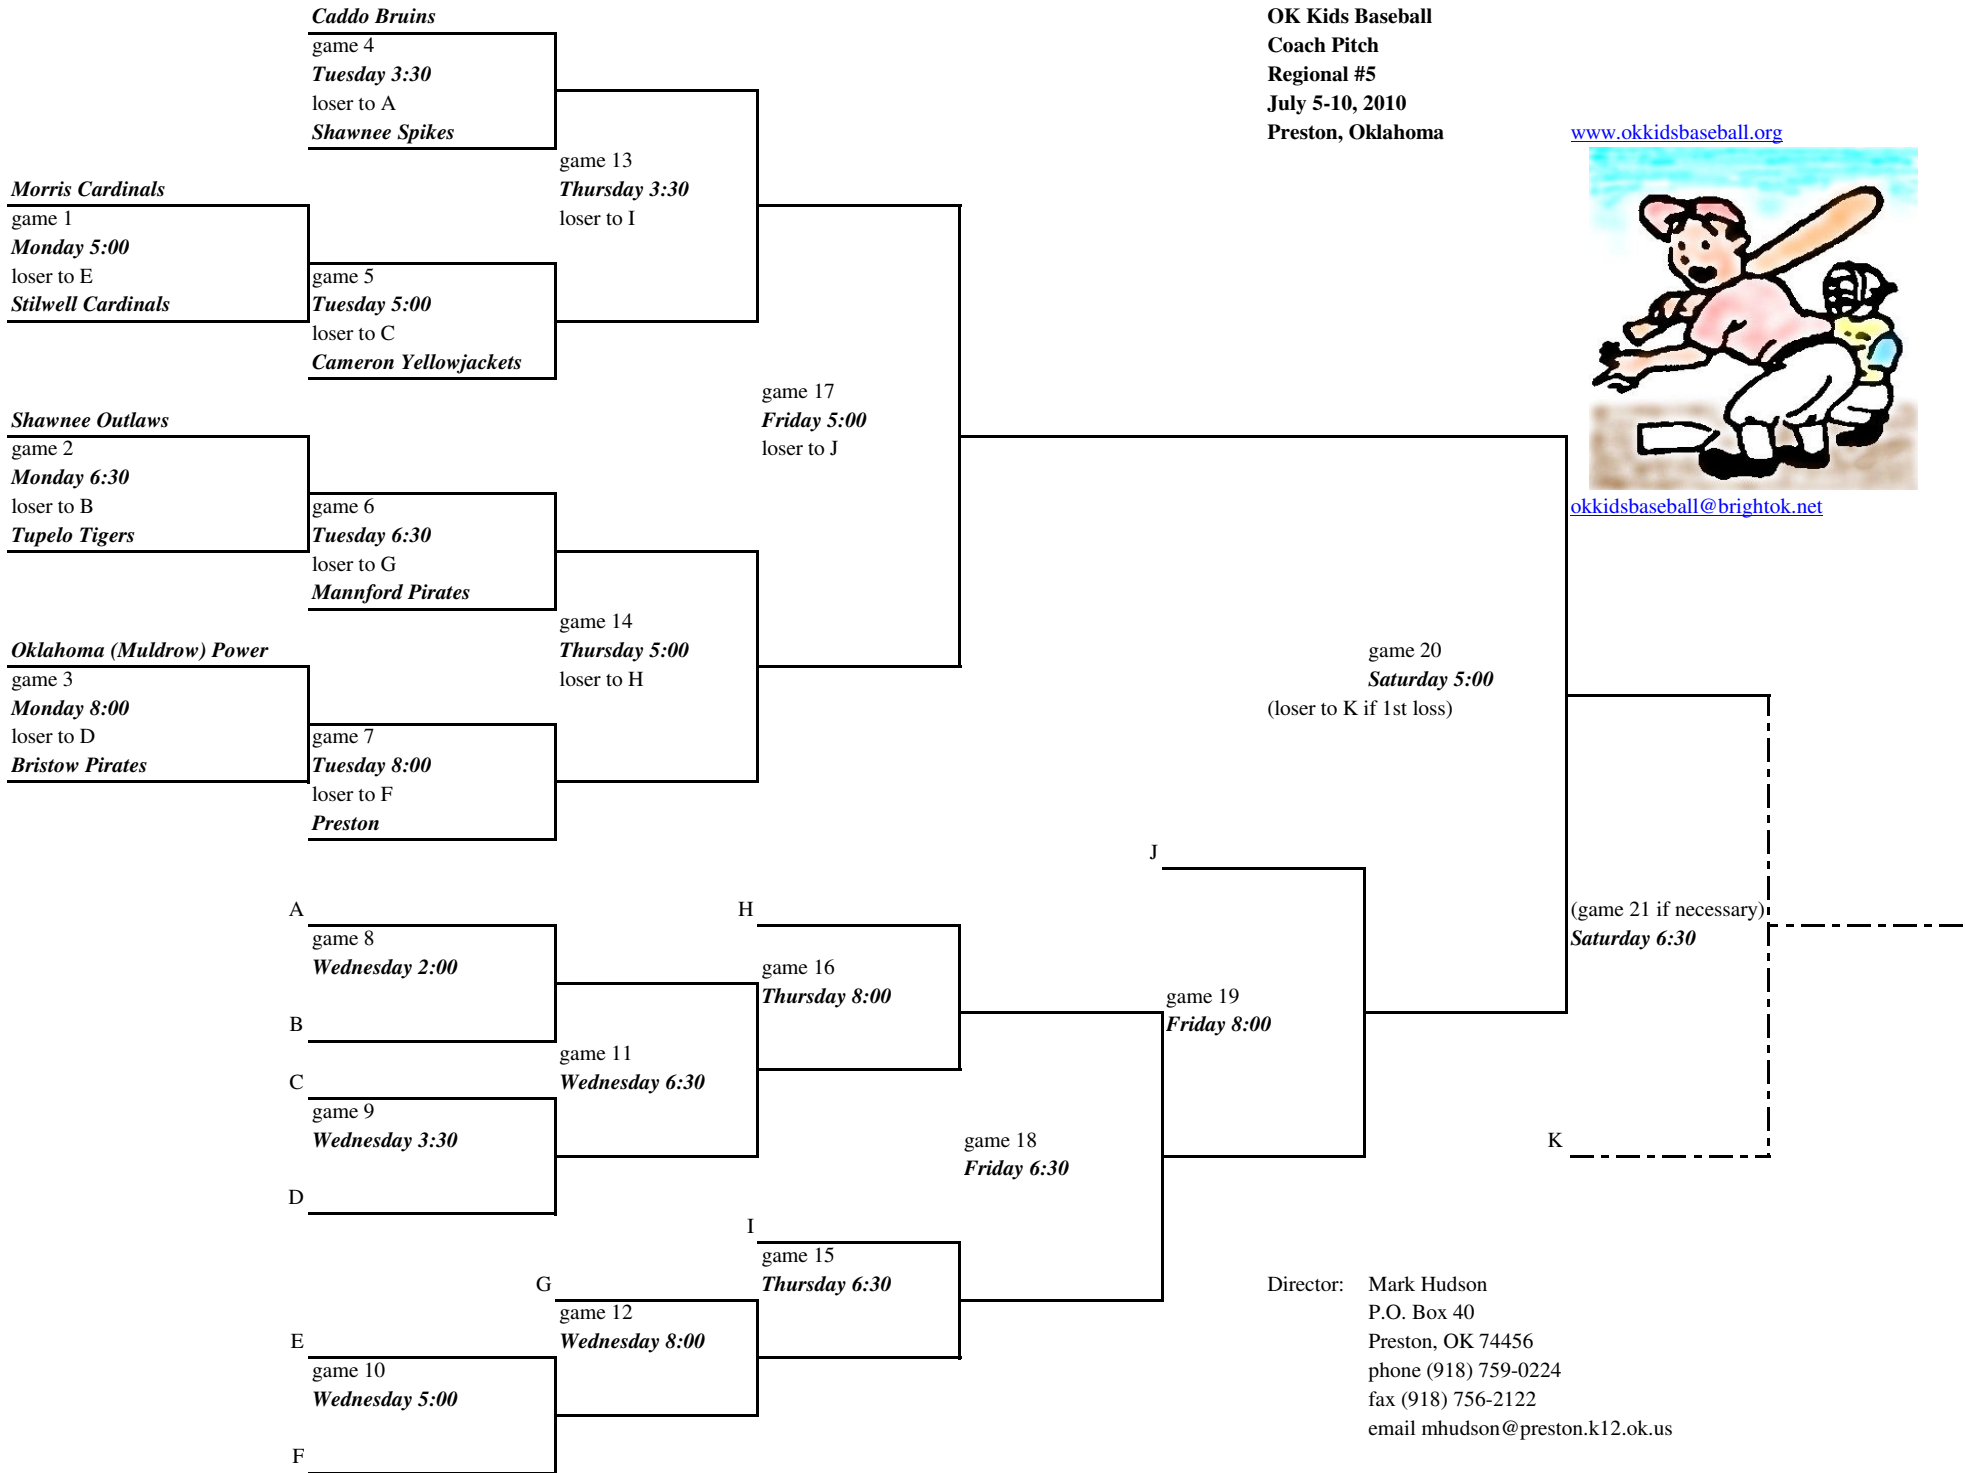 Caddo Bruins
game 4
Tuesday 3:30
loser to A
Shawnee Spikes
OK Kids Baseball
Coach Pitch
Regional #5
July 5-10, 2010
Preston, Oklahoma
www.okkidsbaseball.org
game 13
Thursday 3:30
loser to I
Morris Cardinals
game 1
Monday 5:00
loser to E
Stilwell Cardinals
game 5
Tuesday 5:00
loser to C
Cameron Yellowjackets
game 17
Friday 5:00
loser to J
Shawnee Outlaws
game 2
Monday 6:30
loser to B
Tupelo Tigers
game 6
Tuesday 6:30
loser to G
Mannford Pirates
okkidsbaseball@brightok.net
game 14
Thursday 5:00
loser to H
game 20
Saturday 5:00
(loser to K if 1st loss)
Oklahoma (Muldrow) Power
game 3
Monday 8:00
loser to D
Bristow Pirates
game 7
Tuesday 8:00
loser to F
Preston
J
A
game 8
Wednesday 2:00
B
H
game 16
Thursday 8:00
game 19
Friday 8:00
(game 21 if necessary)
Saturday 6:30
game 11
Wednesday 6:30
C
game 9
Wednesday 3:30
D
game 18
Friday 6:30
K
I
game 15
Thursday 6:30
G
game 12
Wednesday 8:00
E
game 10
Wednesday 5:00
F
Director: Mark Hudson
P.O. Box 40
Preston, OK 74456
phone (918) 759-0224
fax (918) 756-2122
email mhudson@preston.k12.ok.us